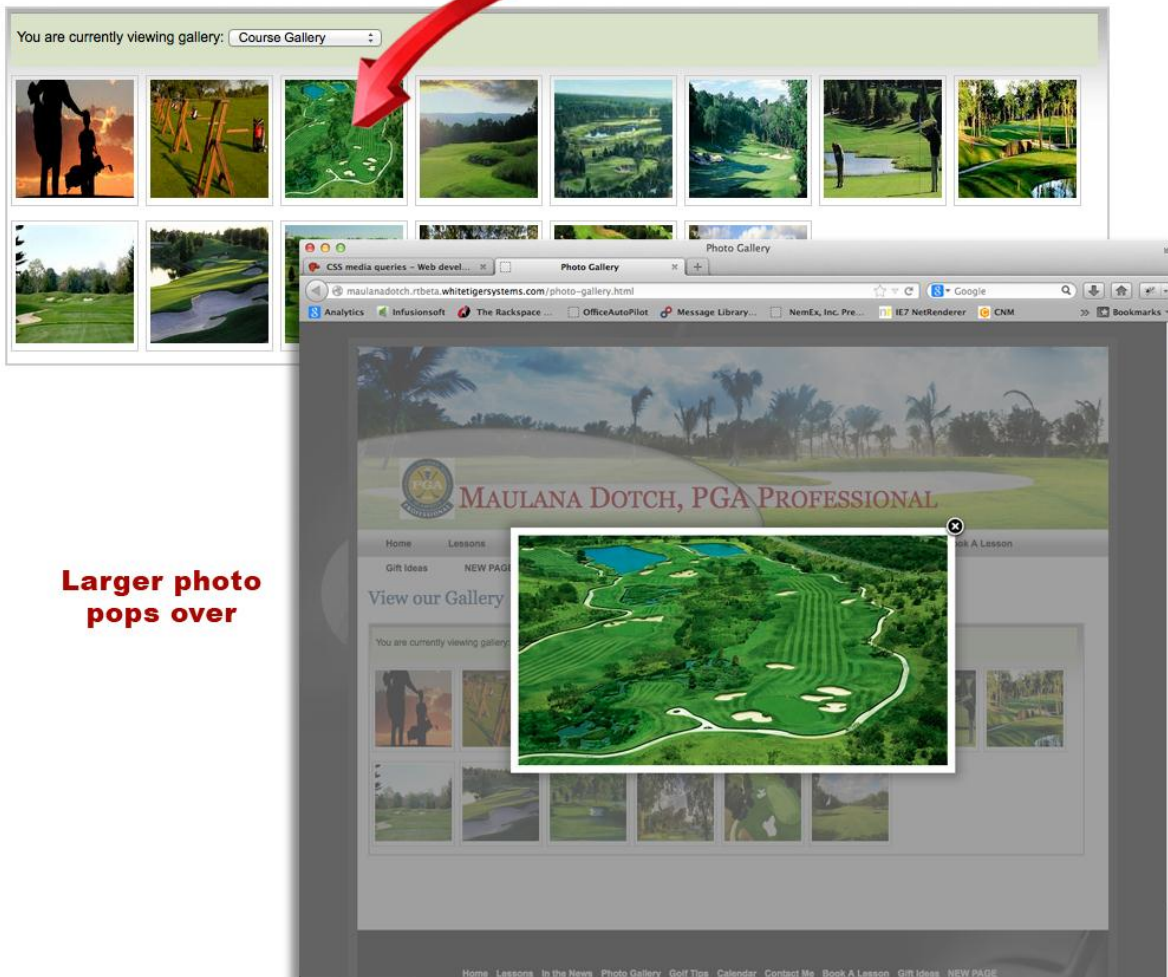 You are currently viewing gallery: Course Gallery
Photo Gallery
CSS media queries – Web devel... Photo Gallery
maulanadotch.rtbeta.whitetigersystems.com/photo-gallery.html Google
Analytics Infusionsoft The Rackspace ... OfficeAutoPilot Message Library... NemEx, Inc. Pre... IE7 NetRenderer CNM Bookmarks
PGA
PROFESSIONAL
MAULANA DOTCH, PGA PROFESSIONAL
Home Lessons ok A Lesson
Gift Ideas NEW PAGE
View our Gallery
You are currently viewing gallery:
Larger photo
pops over
Home Lessons In the News Photo Gallery Golf Tips Calendar Contact Me Book A Lesson Gift Ideas NEW PAGE